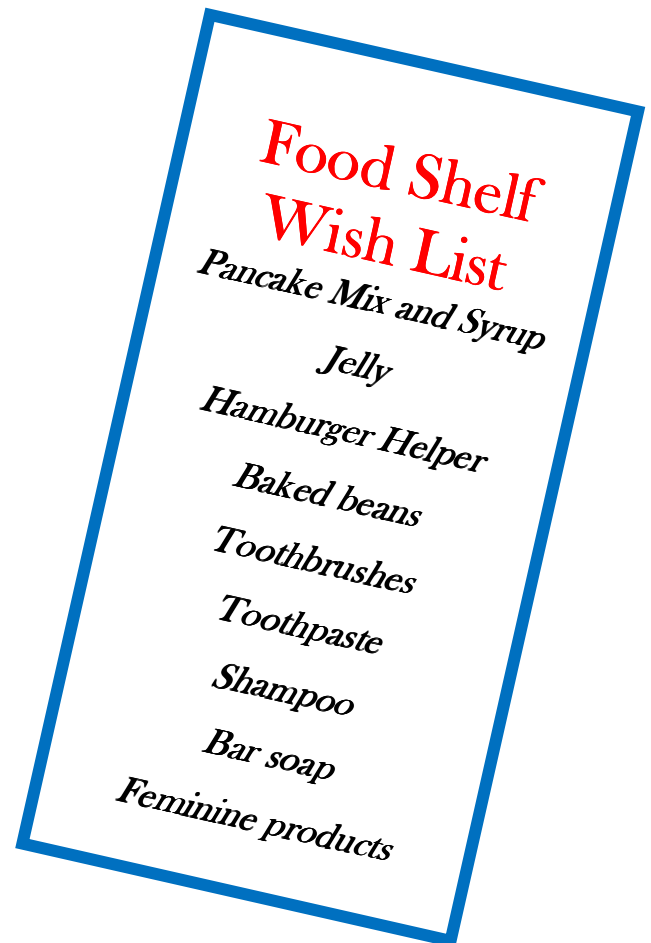 Food Shelf
Wish List
Pancake Mix and Syrup
Jelly
Hamburger Helper
Baked beans
Toothbrushes
Toothpaste
Shampoo
Bar soap
Feminine products